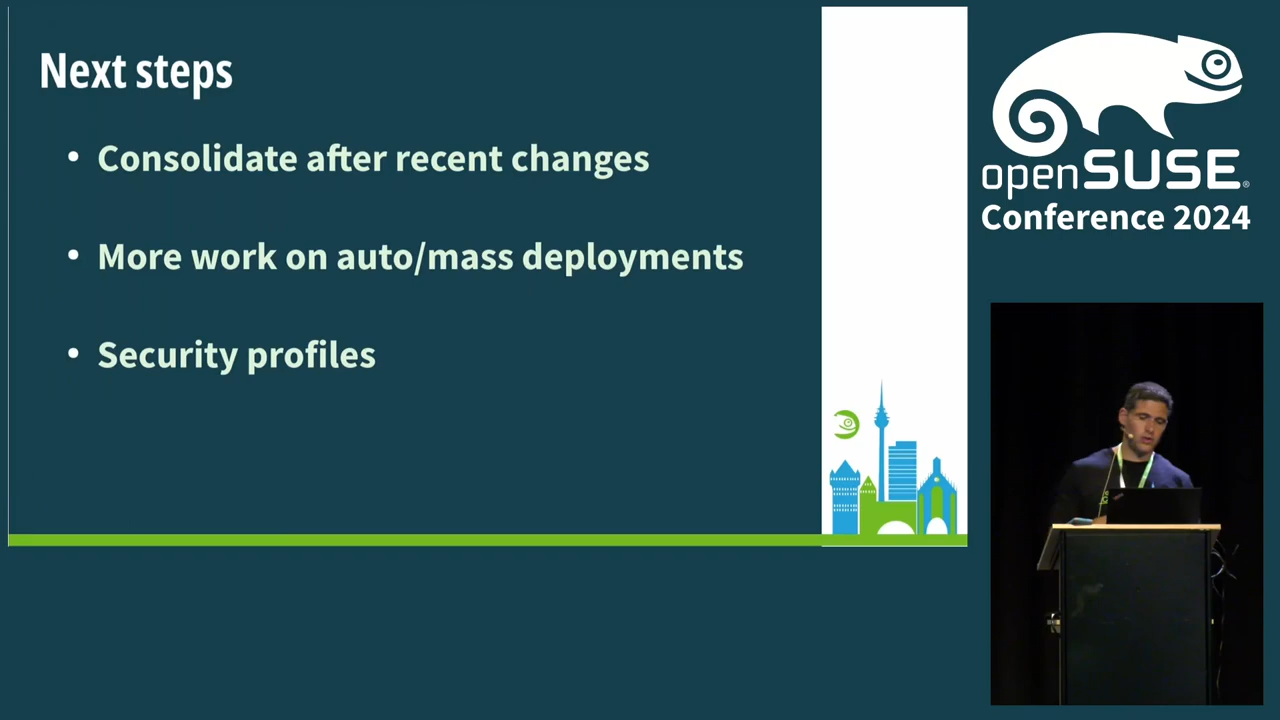 Next steps
• Consolidate after recent changes
• More work on auto/mass deployments
• Security profiles
openSUSE®
Conference 2024